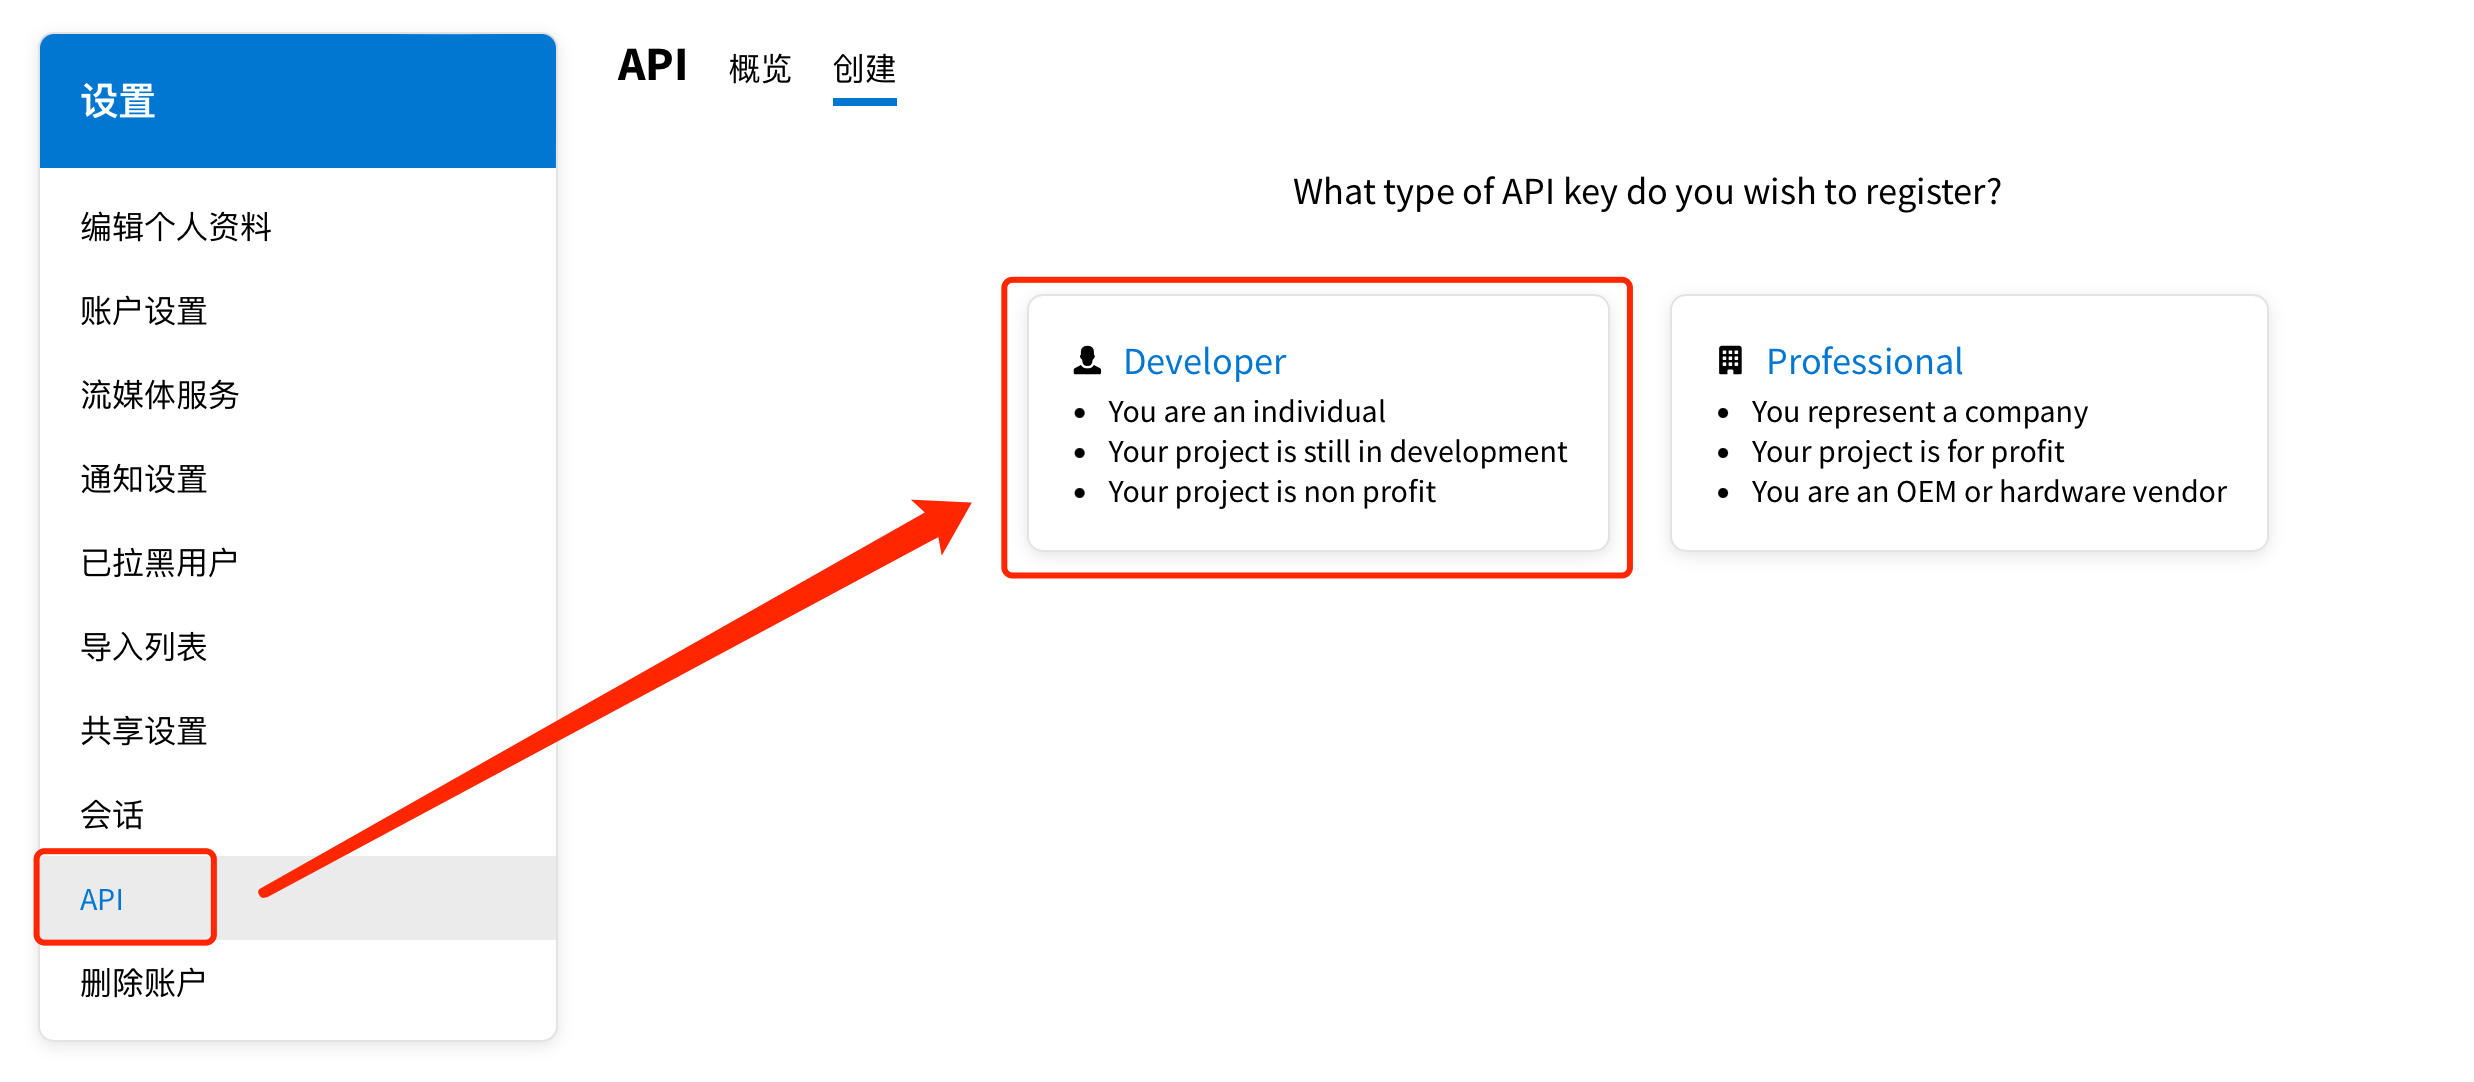 设置
编辑个人资料
账户设置
流媒体服务
通知设置
已拉黑用户
导入列表
共享设置
会话
API
删除账户
API 概览 创建
What type of API key do you wish to register?
Developer
• You are an individual
• Your project is still in development
• Your project is non profit
Professional
• You represent a company
• Your project is for profit
• You are an OEM or hardware vendor